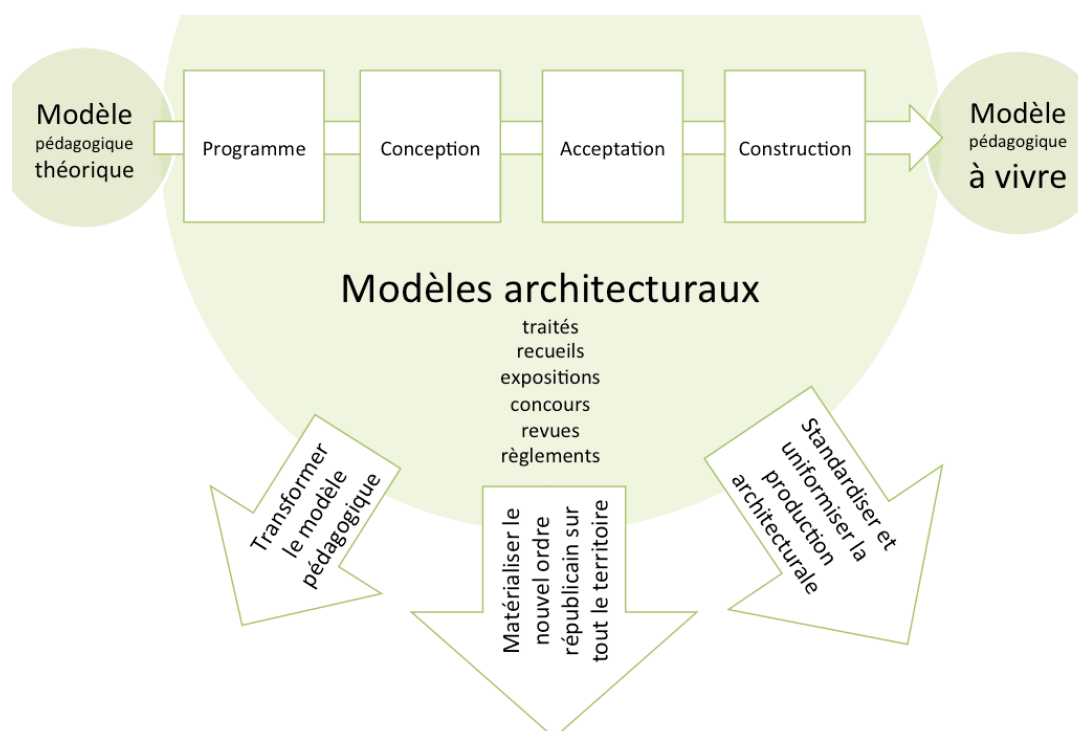 Modèle
pédagogique
théorique
Programme
Conception
Acceptation
Construction
Modèle
pédagogique
à vivre
Modèles architecturaux
traités
recueils
expositions
concours
revues
règlements
Transformer
le modèle
pédagogique
Matérialiser le
nouvel ordre
républicain sur
tout le territoire
Standardiser et
uniformiser la
production
architecturale